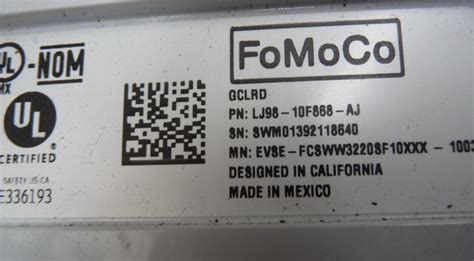 UL-NOM
MX
UL
CERTIFIED
SAFETY US-CA
E336193
FoMoCo
GCLRD
PN: LJ98-10F868-AJ
SN: SWM01392118640
MN: EVSE-FCSWW3220SF10XXX-1003
DESIGNED IN CALIFORNIA
MADE IN MEXICO